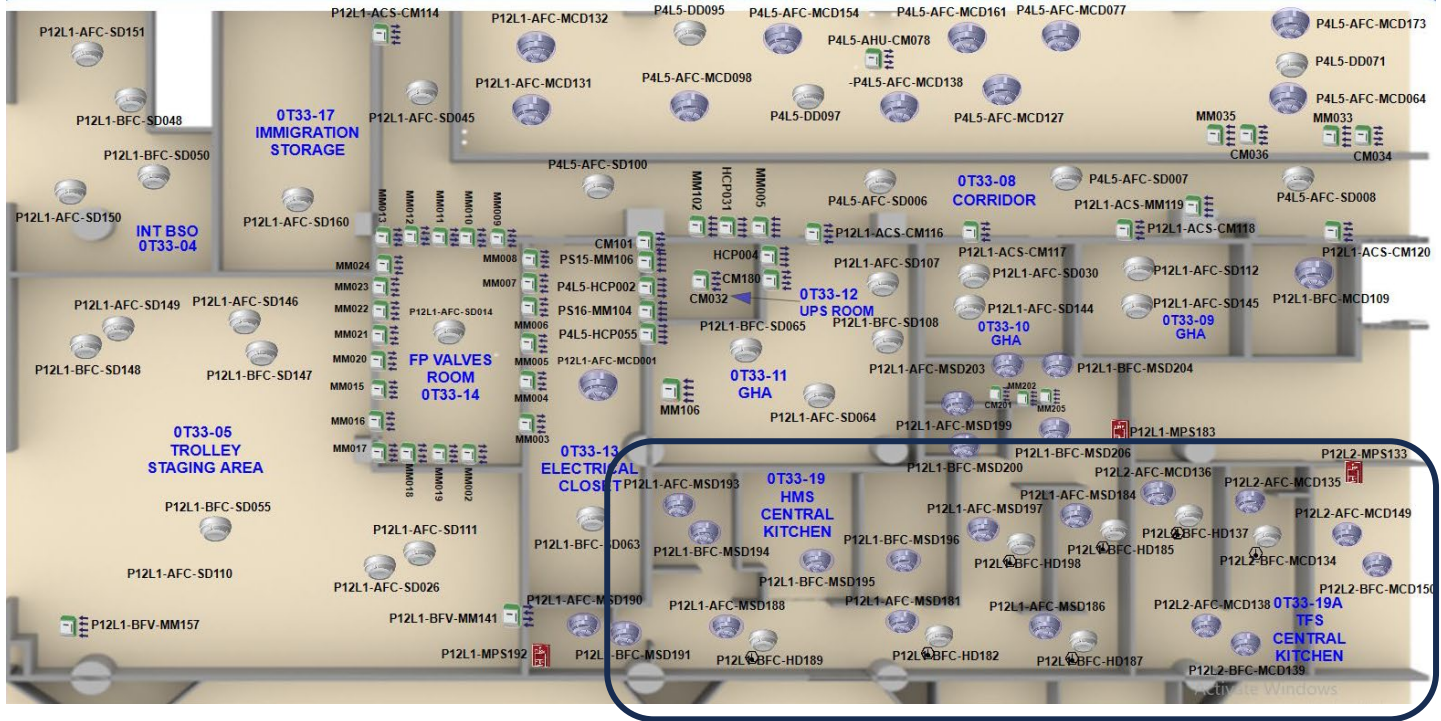 P12L1-ACS-CM114
P12L1-AFC-MCD132
P4L5-DD095
P4L5-AFC-MCD154
P4L5-AFC-MCD161
P4L5-AFC-MCD077
P4L5-AFC-MCD173
P12L1-AFC-SD151
P4L5-AHU-CM078
P4L5-DD071
P12L1-AFC-MCD131
P4L5-AFC-MCD098
-P4L5-AFC-MCD138
P4L5-AFC-MCD064
P12L1-BFC-SD048
0T33-17
IMMIGRATION
STORAGE
P12L1-AFC-SD045
P4L5-DD097
P4L5-AFC-MCD127
MM035
MM033
CM036
CM034
P12L1-BFC-SD050
P4L5-AFC-SD100
P12L1-AFC-SD150
P12L1-AFC-SD160
INT BSO
0T33-04
MM013
MM012
MM011
MM010
MM009
MM102
HCP031
MM005
P4L5-AFC-SD006
0T33-08
CORRIDOR
P4L5-AFC-SD007
P4L5-AFC-SD008
P12L1-ACS-MM119
P12L1-ACS-CM116
P12L1-ACS-CM117
P12L1-ACS-CM118
P12L1-ACS-CM120
CM101
PS15-MM106
P4L5-HCP002
PS16-MM104
P4L5-HCP055
HCP004
CM180
CM032
0T33-12
UPS ROOM
P12L1-AFC-SD107
P12L1-AFC-SD030
P12L1-AFC-SD112
P12L1-BFC-MCD109
MM024
MM023
MM022
MM021
MM020
MM015
MM016
MM017
MM008
MM007
MM006
MM005
MM004
MM003
P12L1-AFC-SD149
P12L1-AFC-SD146
P12L1-BFC-SD148
P12L1-BFC-SD147
P12L1-AFC-SD014
FP VALVES
ROOM
0T33-14
P12L1-AFC-MCD001
P12L1-BFC-SD065
P12L1-BFC-SD108
P12L1-AFC-SD144
0T33-10
GHA
P12L1-AFC-SD145
0T33-09
GHA
0T33-11
GHA
MM106
P12L1-AFC-SD064
P12L1-AFC-MSD203
P12L1-BFC-MSD204
CM201
MM202
MM205
P12L1-AFC-MSD199
P12L1-BFC-MSD200
P12L1-BFC-MSD206
P12L1-MPS183
P12L2-MPS133
0T33-05
TROLLEY
STAGING AREA
MM018
MM019
MM002
0T33-13
ELECTRICAL
CLOSET
P12L1-AFC-MSD193
0T33-19
HMS
CENTRAL
KITCHEN
P12L1-AFC-MSD197
P12L1-AFC-MSD184
P12L2-AFC-MCD136
P12L2-AFC-MCD135
P12L2-AFC-MCD149
P12L1-BFC-SD055
P12L1-AFC-SD111
P12L1-BFC-SD063
P12L1-BFC-MSD194
P12L1-BFC-MSD195
P12L1-BFC-MSD196
P12L1-BFC-HD198
P12L1-BFC-HD185
P12L2-BFC-HD137
P12L2-BFC-MCD134
P12L2-BFC-MCD150
P12L1-AFC-SD110
P12L1-AFC-SD026
P12L1-AFC-MSD190
P12L1-AFC-MSD188
P12L1-AFC-MSD181
P12L1-AFC-MSD186
P12L2-AFC-MCD138
0T33-19A
TFS
CENTRAL
KITCHEN
P12L1-BFV-MM157
P12L1-BFV-MM141
P12L1-MPS192
P12L1-BFC-MSD191
P12L1-BFC-HD189
P12L1-BFC-HD182
P12L1-BFC-HD187
P12L2-BFC-MCD139
Activate Windows